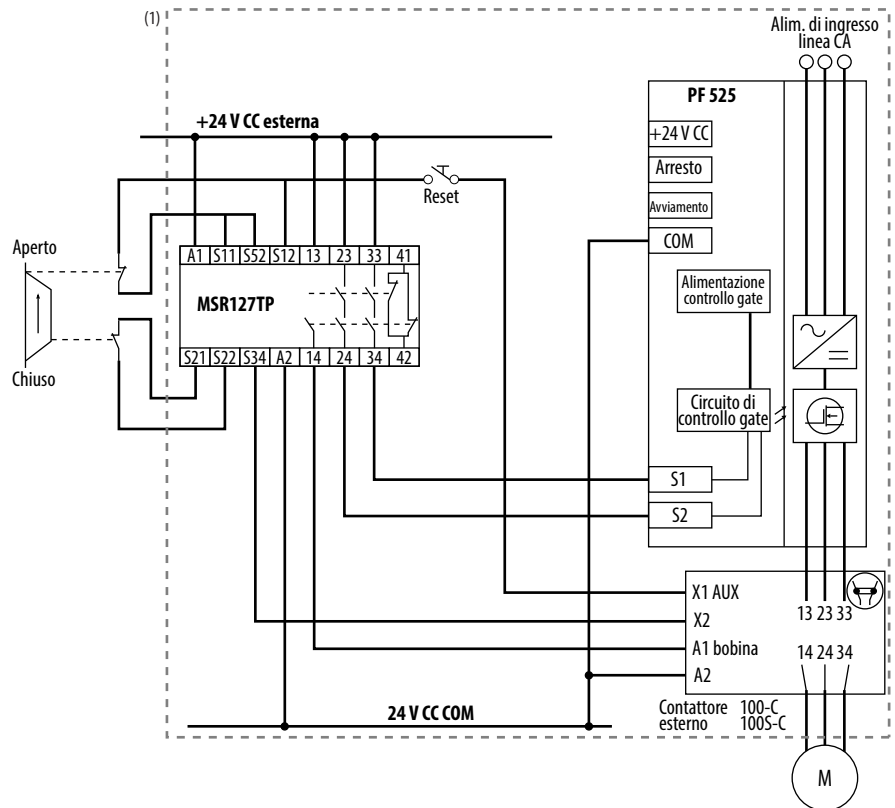 (1)
Alim. di ingresso
linea CA
PF 525
+24 V CC esterna
+24 V CC
Arresto
Reset
Avviamento
COM
Aperto
A1 S11 S52 S12 13 23 33 41
Alimentazione
controllo gate
MSR127TP
S21 S22 S34 A2 14 24 34 42
Chiuso
Circuito di
controllo gate
S1
S2
X1 AUX
13 23 33
X2
A1 bobina
14 24 34
A2
24 V CC COM
Contattore 100-C
esterno 100S-C
M